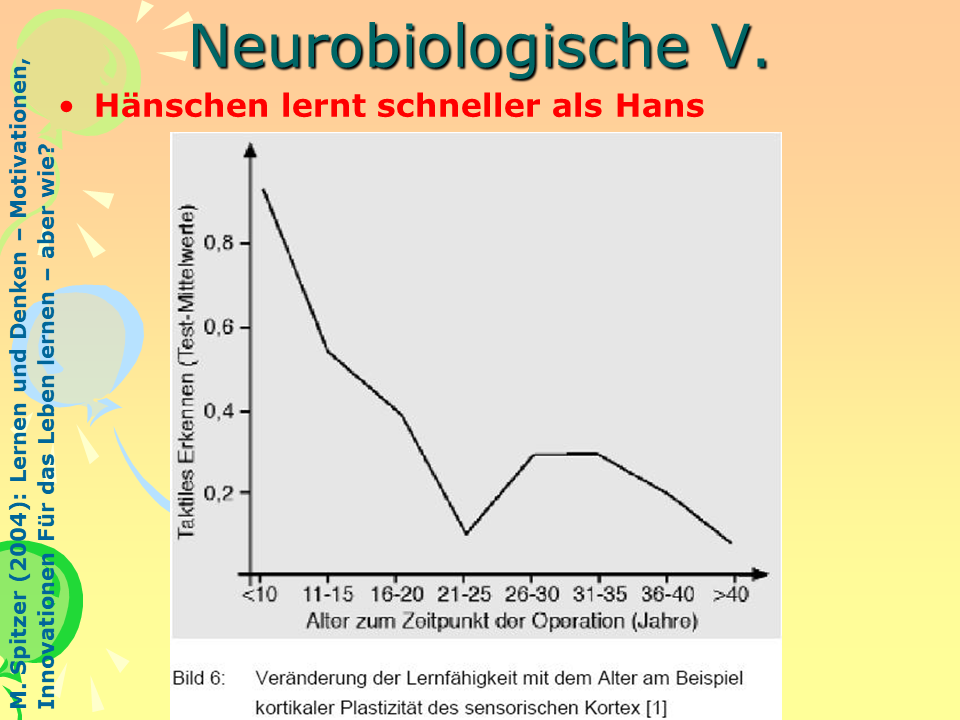 Neurobiologische V.
• Hänschen lernt schneller als Hans
M. Spitzer (2004): Lernen und Denken – Motivationen,
Innovationen Für das Leben lernen – aber wie?
Taktiles Erkennen (Test-Mittelwerte)
0,8
0,6
0,4
0,2
<10 11-15 16-20 21-25 26-30 31-35 36-40 >40
Alter zum Zeitpunkt der Operation (Jahre)
Bild 6: Veränderung der Lernfähigkeit mit dem Alter am Beispiel
kortikaler Plastizität des sensorischen Kortex [1]